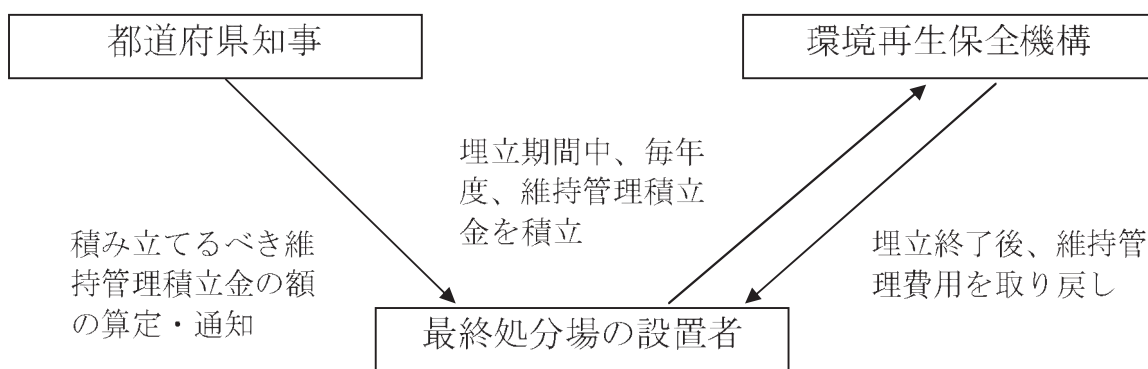 都道府県知事
環境再生保全機構
埋立期間中、毎年
度、維持管理積立
金を積立
積み立てるべき維
持管理積立金の額
の算定・通知
埋立終了後、維持管
理費用を取り戻し
最終処分場の設置者